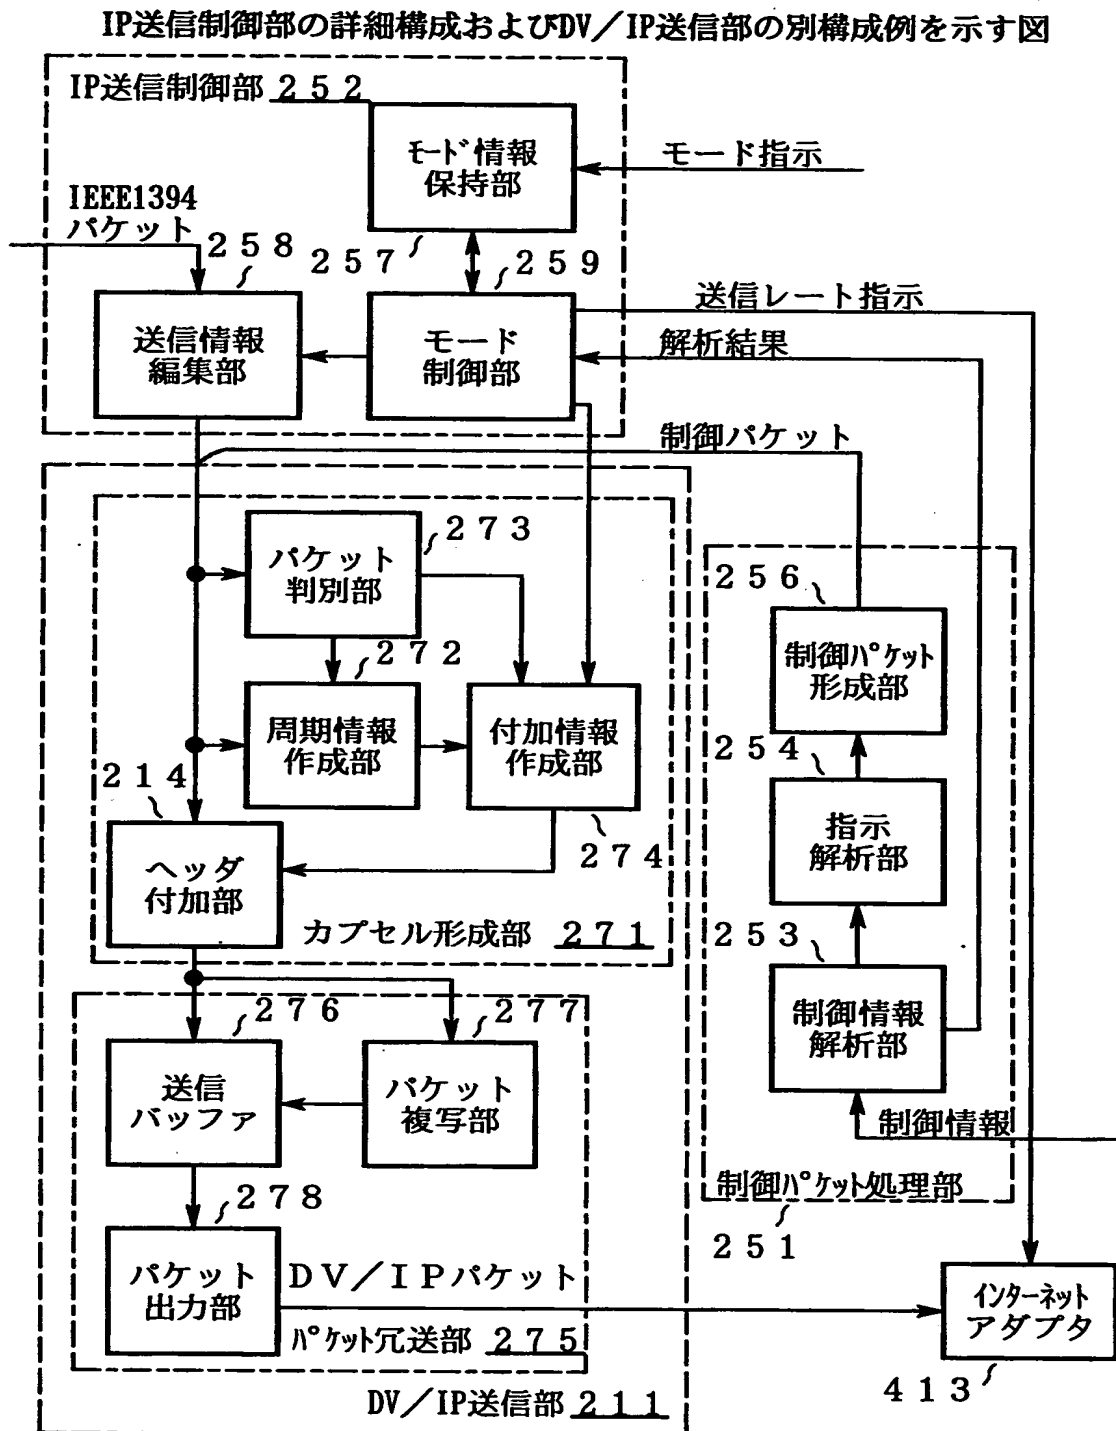 IP送信制御部の詳細構成およびDV／IP送信部の別構成例を示す図
IP送信制御部 ２５２
モード情報
保持部
モード指示
IEEE1394
パケット
２５８
２５７
２５９
送信レート指示
送信情報
編集部
モード
制御部
解析結果
制御パケット
２７３
パケット
判別部
２５６
２７２
制御パケット
形成部
周期情報
作成部
付加情報
作成部
２５４
２１４
指示
解析部
２７４
ヘッダ
付加部
カプセル形成部 ２７１
２５３
２７６
２７７
制御情報
解析部
送信
バッファ
パケット
複写部
制御情報
２７８
制御パケット処理部
２５１
パケット
出力部
ＤＶ／ＩＰパケット
インターネット
アダプタ
パケット冗送部 ２７５
４１３
DV／IP送信部 ２１１